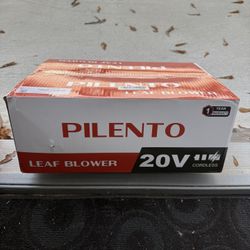 PILENTO
1 YEAR
LEAF BLOWER
20V
CORDLESS